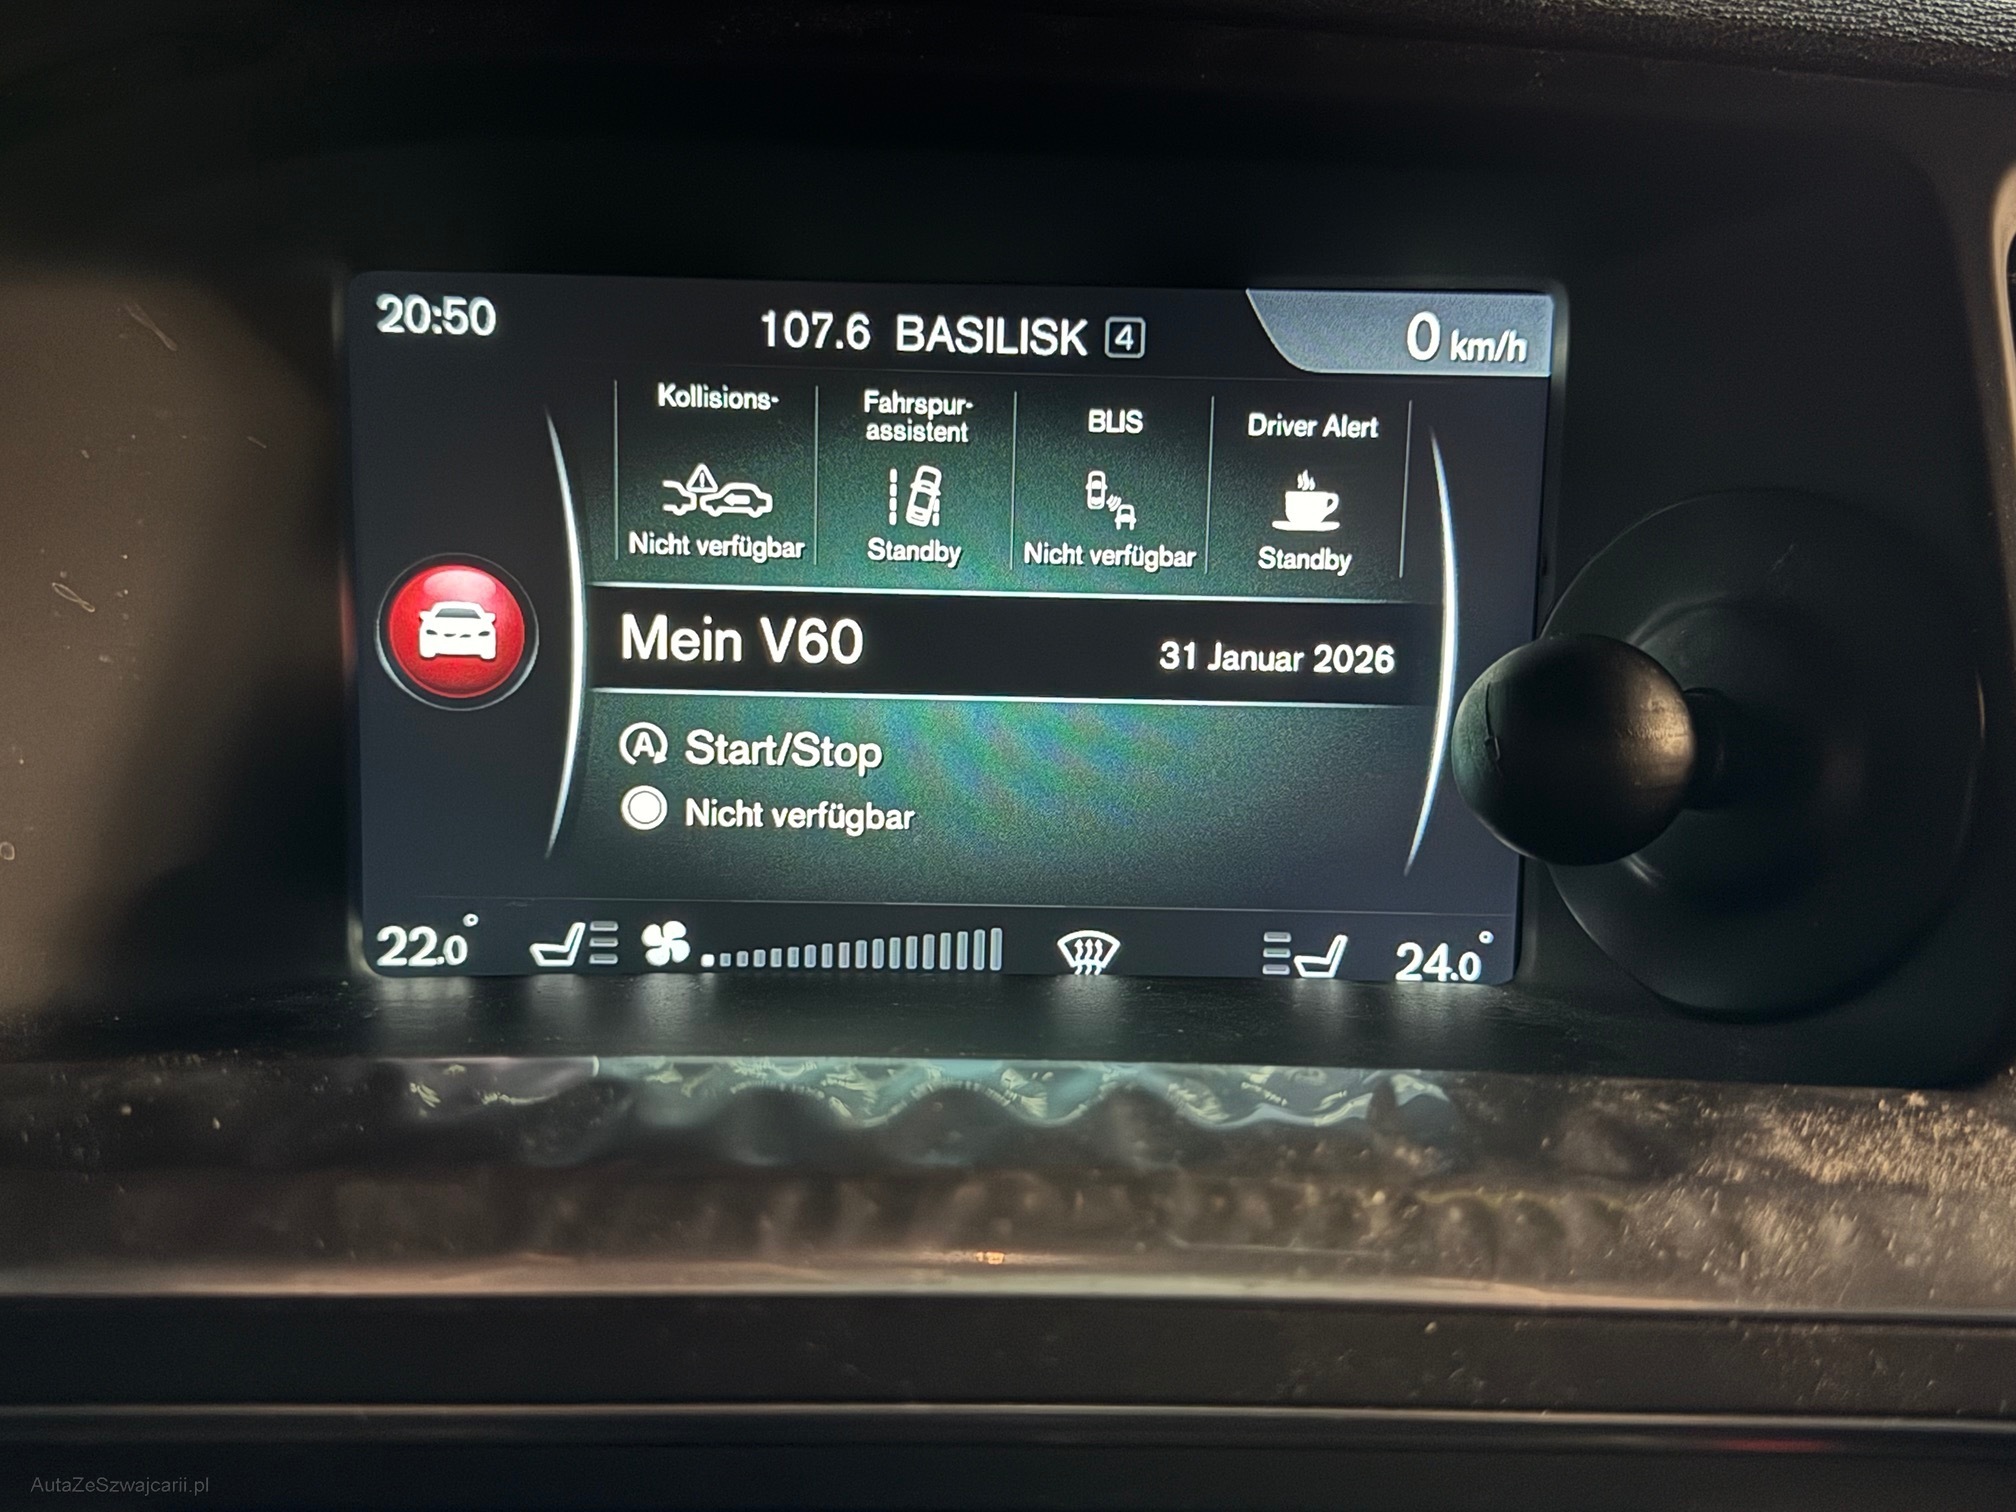 20:50
107.6 BASILISK 4
0 km/h
Kollisions-
Nicht verfügbar
Fahrspur-
assistent
Standby
BLIS
Nicht verfügbar
Driver Alert
Standby
Mein V60
31 Januar 2026
A Start/Stop
Nicht verfügbar
22.0°
24.0°
AutaZeSzwajcarii.pl